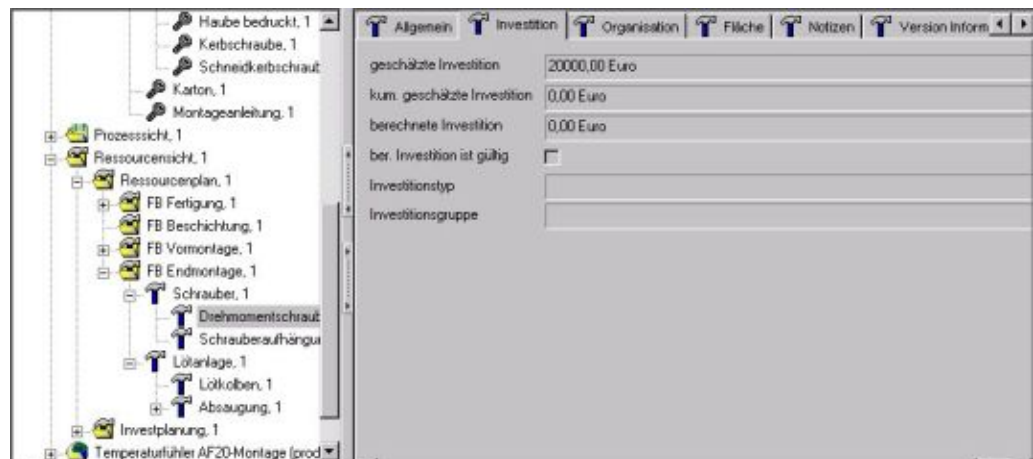 Haube bedruckt, 1
Kerbschraube, 1
Schneidkerbschraut
Karton, 1
Montageanleitung, 1
Prozesssicht, 1
Ressourcensicht, 1
Ressourcenplan, 1
FB Fertigung, 1
FB Beschichtung, 1
FB Vormontage, 1
FB Endmontage, 1
Schrauber, 1
Drehmomentschraut
Schrauberaufhängur
Lötanlage, 1
Lötkolben, 1
Absaugung, 1
Investplanung, 1
Temperaturfühler AF20-Montage (prod
Allgemein Investition Organisation Fläche Notizen Version Inform
geschätzte Investition 20000,00 Euro
kum. geschätzte Investition 0,00 Euro
berechnete Investition 0,00 Euro
ber. Investition ist gültig
Investitionstyp
Investitionsgruppe